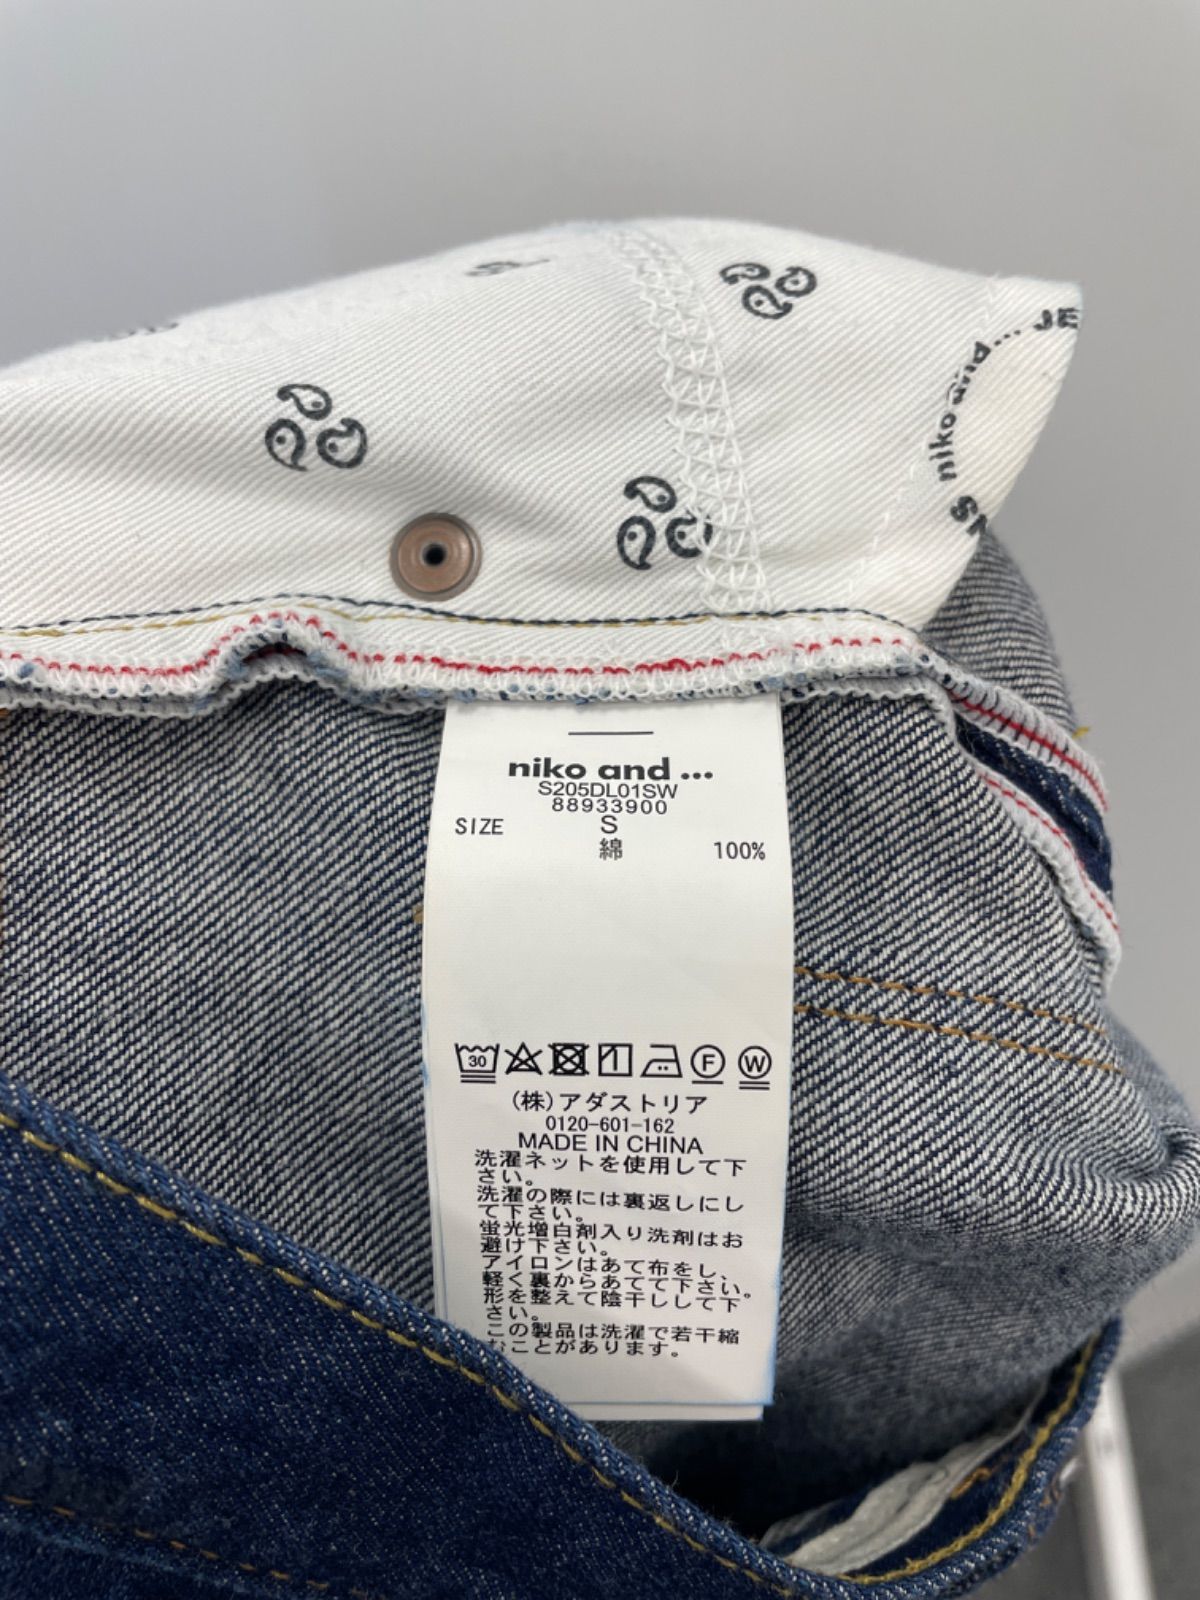 niko and... JE
niko and ...
S205DL01SW
88933900
SIZE S
綿 100%
30
F W
(株)アダストリア
0120-601-162
MADE IN CHINA
洗濯ネットを使用して下
さい。
洗濯の際には裏返しにし
て下さい。
蛍光増白剤入り洗剤はお
避け下さい。
アイロンはあて布をし、
軽く裏からあてて下さい。
形を整えて陰干しして下
さい。
この製品は洗濯で若干縮
むことがあります。